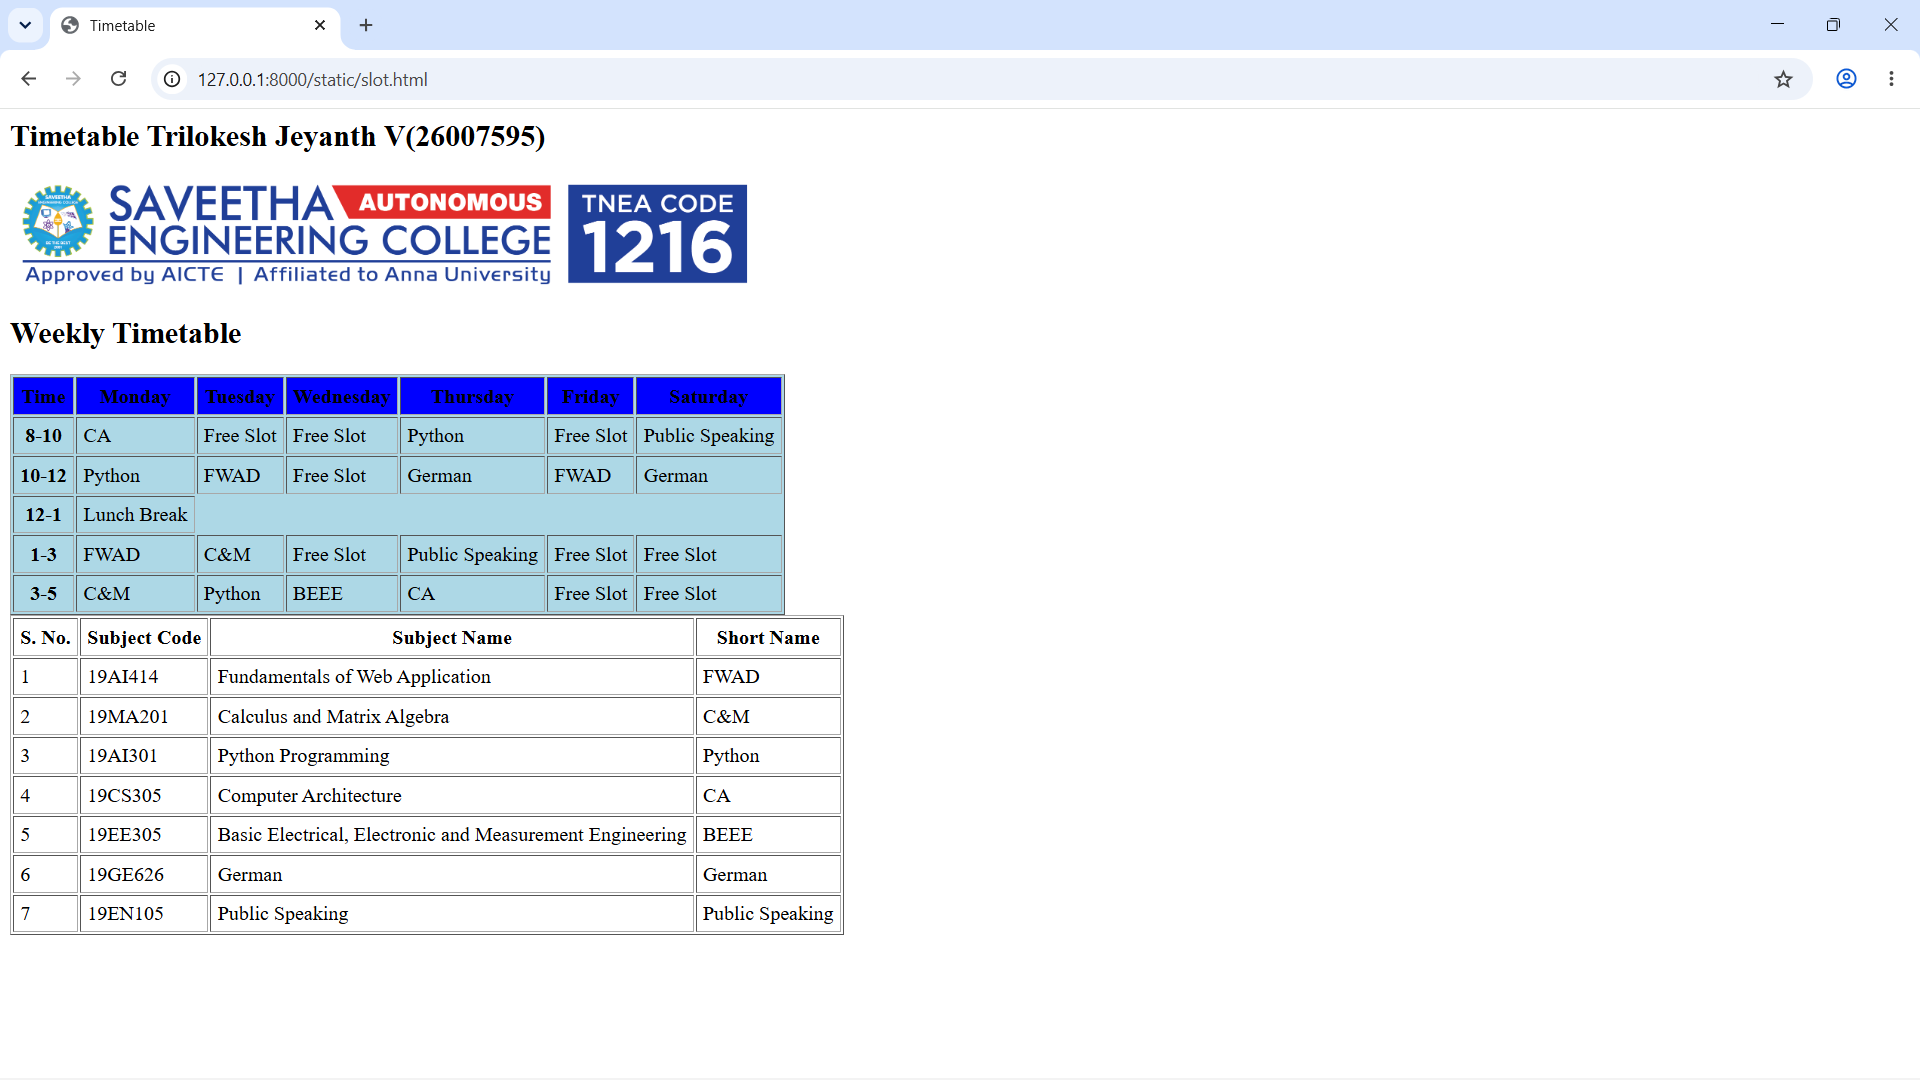 Timetable
127.0.0.1:8000/static/slot.html
Timetable Trilokesh Jeyanth V(26007595)
SAVEETHA AUTONOMOUS
ENGINEERING COLLEGE
Approved by AICTE | Affiliated to Anna University
TNEA CODE
1216
Weekly Timetable
Time Monday Tuesday Wednesday Thursday Friday Saturday
8-10 CA Free Slot Free Slot Python Free Slot Public Speaking
10-12 Python FWAD Free Slot German FWAD German
12-1 Lunch Break
1-3 FWAD C&M Free Slot Public Speaking Free Slot Free Slot
3-5 C&M Python BEEE CA Free Slot Free Slot
S. No. Subject Code Subject Name Short Name
1 19AI414 Fundamentals of Web Application FWAD
2 19MA201 Calculus and Matrix Algebra C&M
3 19AI301 Python Programming Python
4 19CS305 Computer Architecture CA
5 19EE305 Basic Electrical, Electronic and Measurement Engineering BEEE
6 19GE626 German German
7 19EN105 Public Speaking Public Speaking